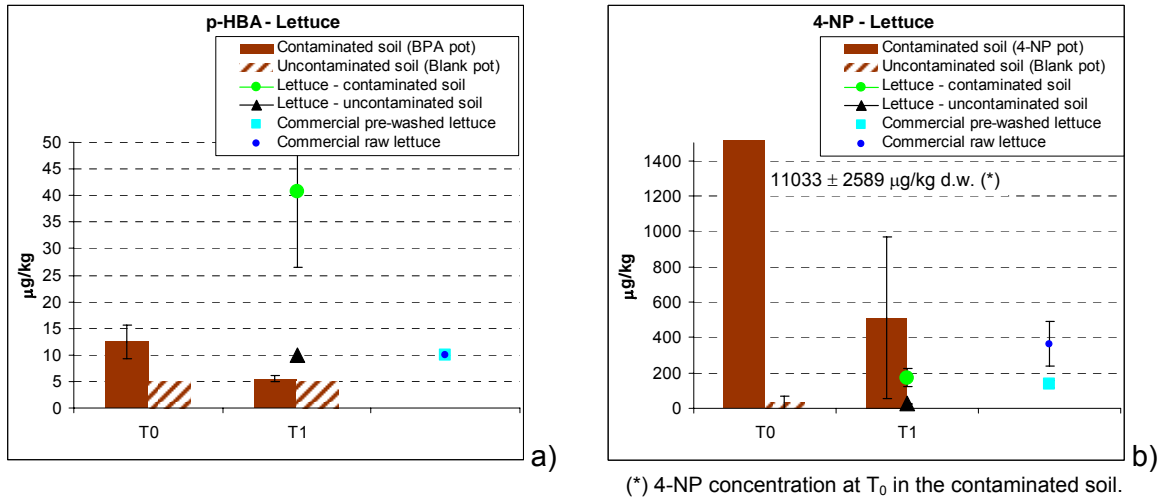 p-HBA - Lettuce
Contaminated soil (BPA pot)
Uncontaminated soil (Blank pot)
Lettuce - contaminated soil
Lettuce - uncontaminated soil
Commercial pre-washed lettuce
Commercial raw lettuce
50
45
40
35
30
25
20
15
10
5
0
µg/kg
T0
T1
a)
4-NP - Lettuce
Contaminated soil (4-NP pot)
Uncontaminated soil (Blank pot)
Lettuce - contaminated soil
Lettuce - uncontaminated soil
Commercial pre-washed lettuce
Commercial raw lettuce
1400
1200
1000
800
600
400
200
0
µg/kg
11033 ± 2589 µg/kg d.w. (*)
T0
T1
b)
(*) 4-NP concentration at T0 in the contaminated soil.